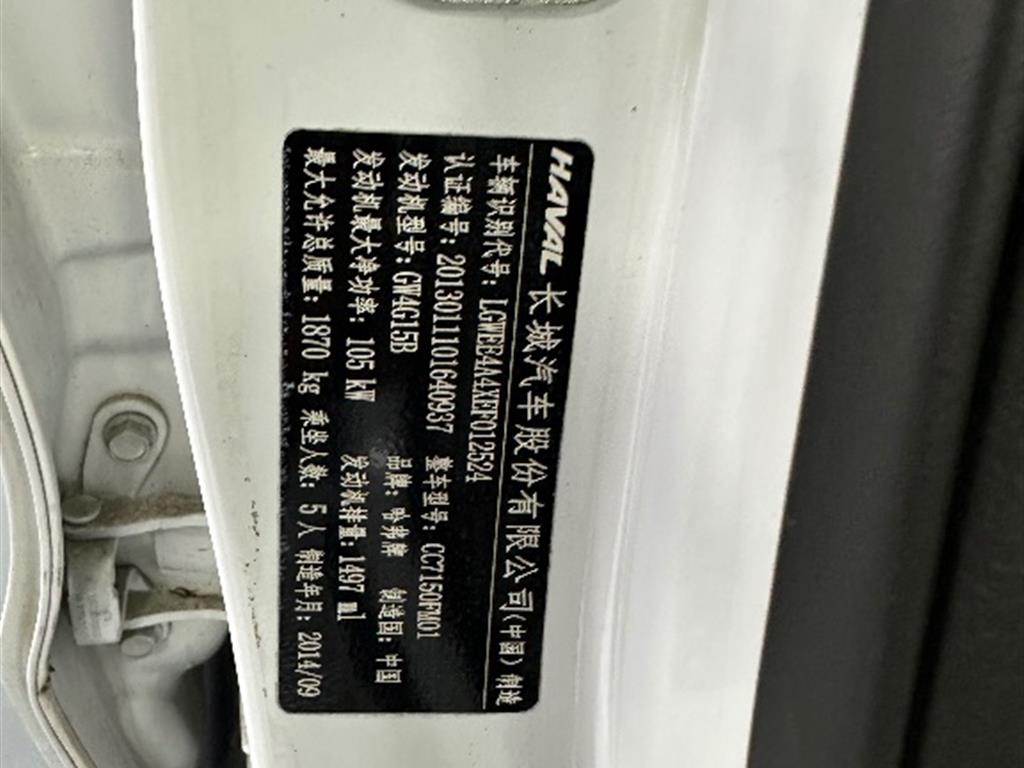 HAVAL 长城汽车股份有限公司(中国)制造
车辆识别代号: LGWEE4A4XEF012524
认证编号: 2013011101640937 整车型号: CC7150FM01
发动机型号: GW4G15B 品牌: 哈弗牌 制造国: 中国
发动机最大净功率: 105 kW 发动机排量: 1497 ml
最大允许总质量: 1870 kg 乘坐人数: 5 人 制造年月: 2014/09